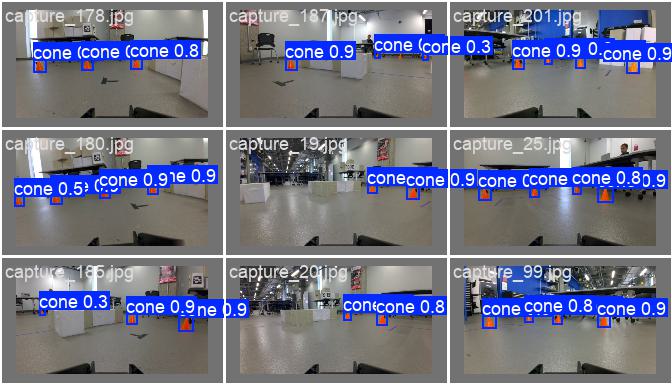 capture_178.jpg
cone cone cone 0.8
capture_187.jpg
cone 0.9 cone cone 0.3
capture_201.jpg
cone 0.9 0. cone 0.9
capture_180.jpg
cone 0.5 cone 0.9 ne 0.9
capture_19.jpg
cone cone 0.9
capture_25.jpg
cone cone cone 0.8 0.9
capture_185.jpg
cone 0.3
cone 0.9 ne 0.9
capture_20.jpg
cone cone 0.8
capture_99.jpg
cone cone 0.8 cone 0.9